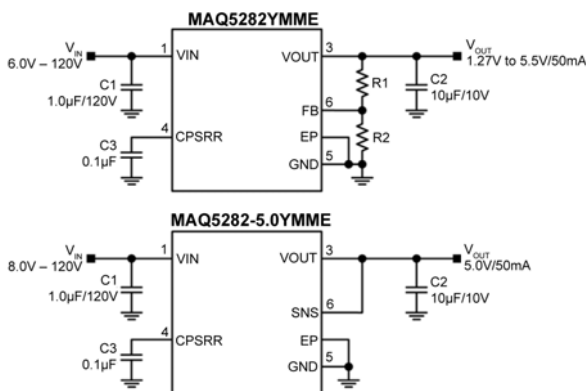 MAQ5282YMME
VIN
6.0V – 120V
1
VIN
C1
1.0µF/120V
4
CPSRR
C3
0.1µF
VOUT
3
VOUT
1.27V to 5.5V/50mA
R1
C2
10µF/10V
FB
6
R2
EP
GND
5
MAQ5282-5.0YMME
VIN
8.0V – 120V
1
VIN
C1
1.0µF/120V
4
CPSRR
C3
0.1µF
VOUT
3
VOUT
5.0V/50mA
C2
10µF/10V
SNS
6
EP
GND
5